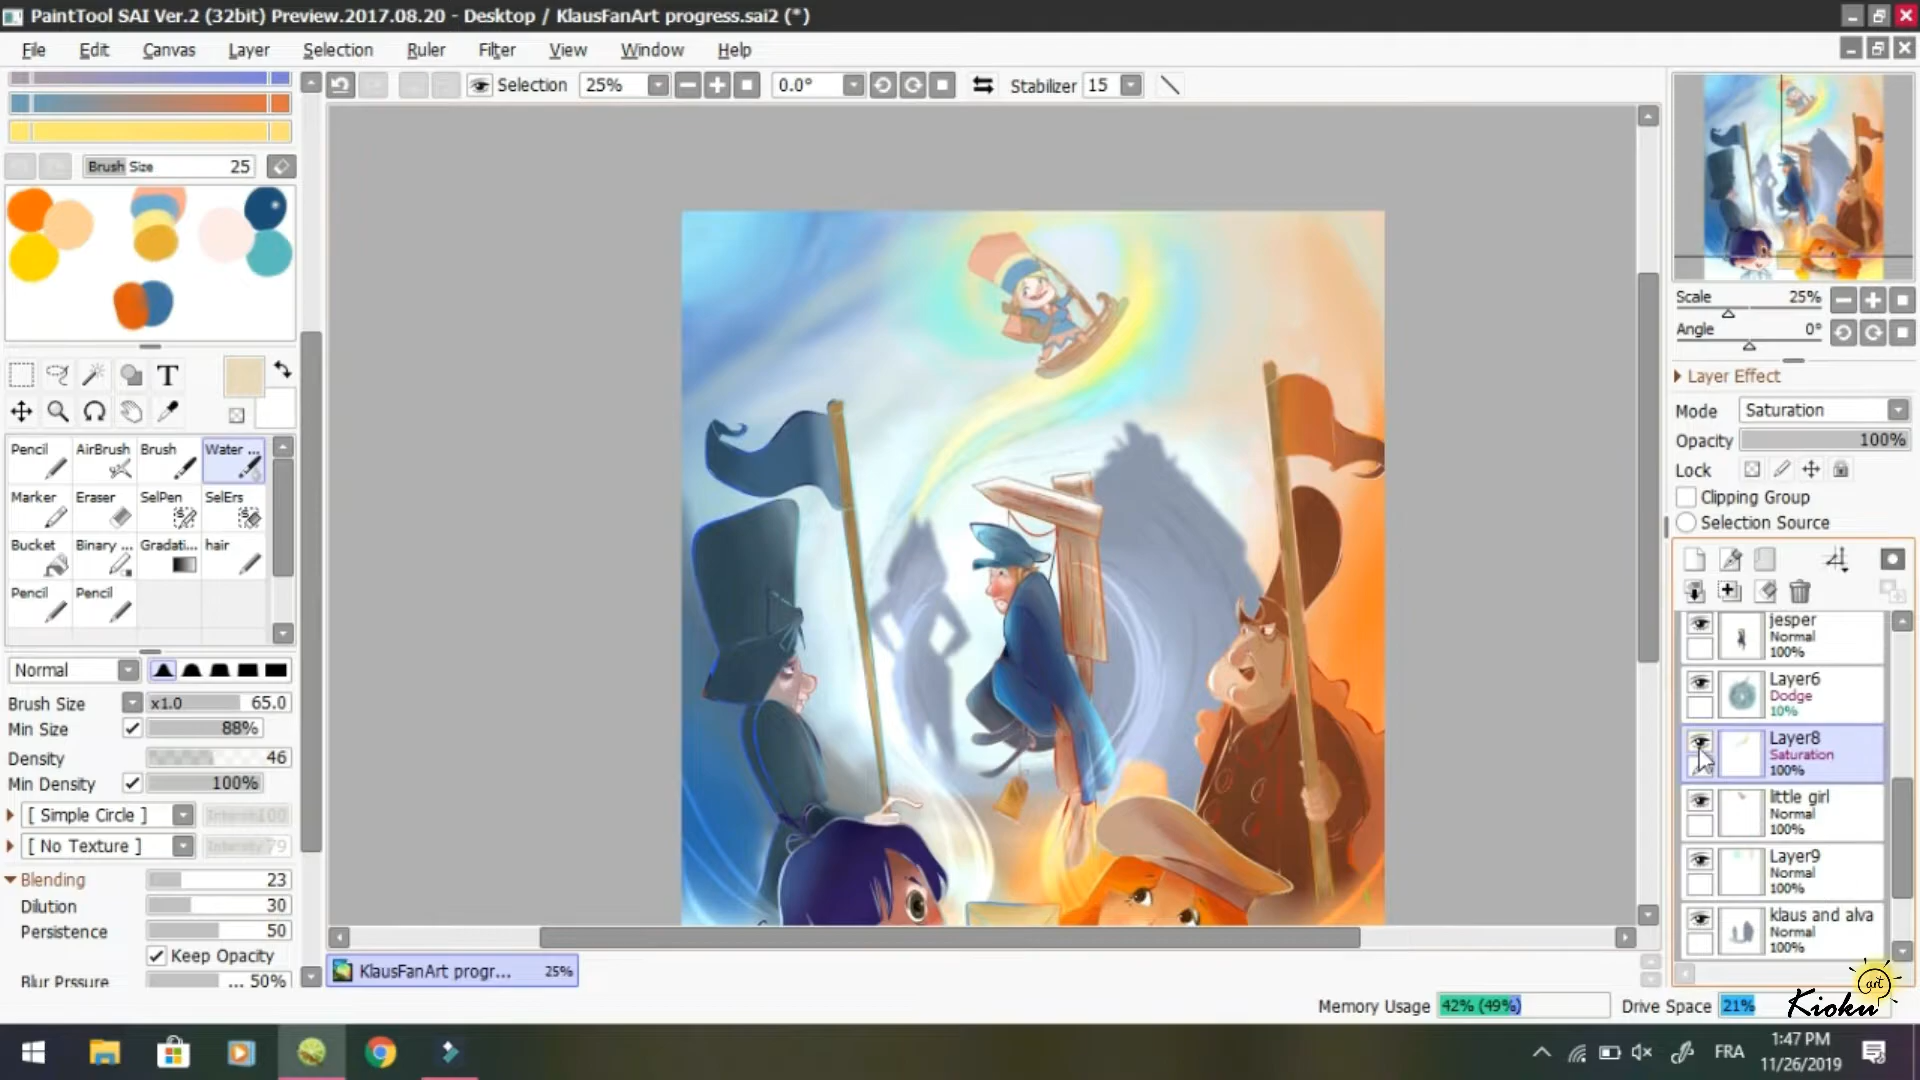 PaintTool SAI Ver.2 (32bit) Preview.2017.08.20 - Desktop / KlausFanArt progress.sai2 (*)
File Edit Canvas Layer Selection Ruler Filter View Window Help
Selection 25% 0.0° Stabilizer 15
Brush Size 25
Scale 25%
Angle 0°
Layer Effect
Mode Saturation
Opacity 100%
Lock
Clipping Group
Selection Source
T
Pencil AirBrush Brush Water ...
Marker Eraser SelPen SelErs
Bucket Binary ... Gradati... hair
Pencil Pencil
Normal
Brush Size x1.0 65.0
Min Size 88%
Density 46
Min Density 100%
[ Simple Circle ]
[ No Texture ] 79
Blending 23
Dilution 30
Persistence 50
Keep Opacity
Blur Prssure ... 50%
jesper
Normal
100%
Layer6
Dodge
10%
Layer8
Saturation
100%
little girl
Normal
100%
Layer9
Normal
100%
klaus and alva
Normal
100%
KlausFanArt progr... 25%
Memory Usage 42% (49%) Drive Space 21%
art
Kioku
FRA
1:47 PM
11/26/2019